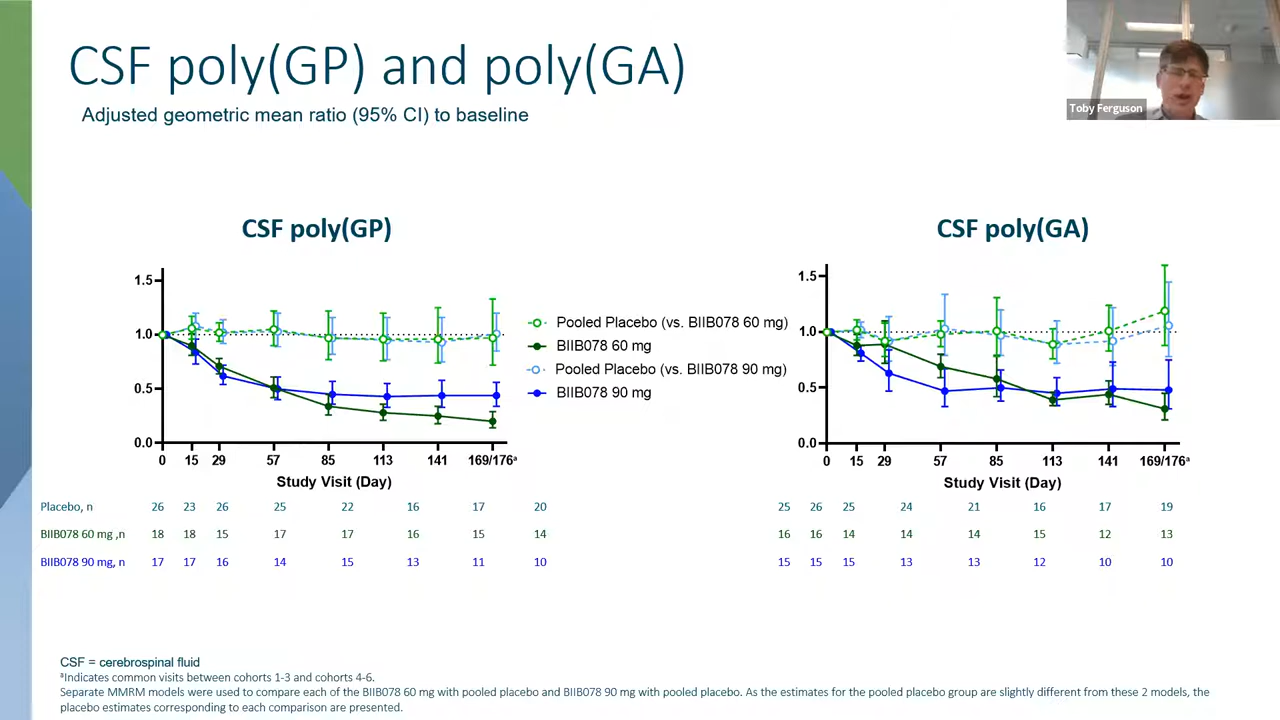 CSF poly(GP) and poly(GA)
Adjusted geometric mean ratio (95% CI) to baseline
Toby Ferguson
CSF poly(GP)
1.5
1.0
0.5
0.0
0 15 29 57 85 113 141 169/176ᵃ
Study Visit (Day)
Pooled Placebo (vs. BIIB078 60 mg)
BIIB078 60 mg
Pooled Placebo (vs. BIIB078 90 mg)
BIIB078 90 mg
CSF poly(GA)
1.5
1.0
0.5
0.0
0 15 29 57 85 113 141 169/176ᵃ
Study Visit (Day)
Placebo, n 26 23 26 25 22 16 17 20
BIIB078 60 mg ,n 18 18 15 17 17 16 15 14
BIIB078 90 mg, n 17 17 16 14 15 13 11 10
25 26 25 24 21 16 17 19
16 16 14 14 14 15 12 13
15 15 15 13 13 12 10 10
CSF = cerebrospinal fluid
ᵃIndicates common visits between cohorts 1-3 and cohorts 4-6.
Separate MMRM models were used to compare each of the BIIB078 60 mg with pooled placebo and BIIB078 90 mg with pooled placebo. As the estimates for the pooled placebo group are slightly different from these 2 models, the
placebo estimates corresponding to each comparison are presented.